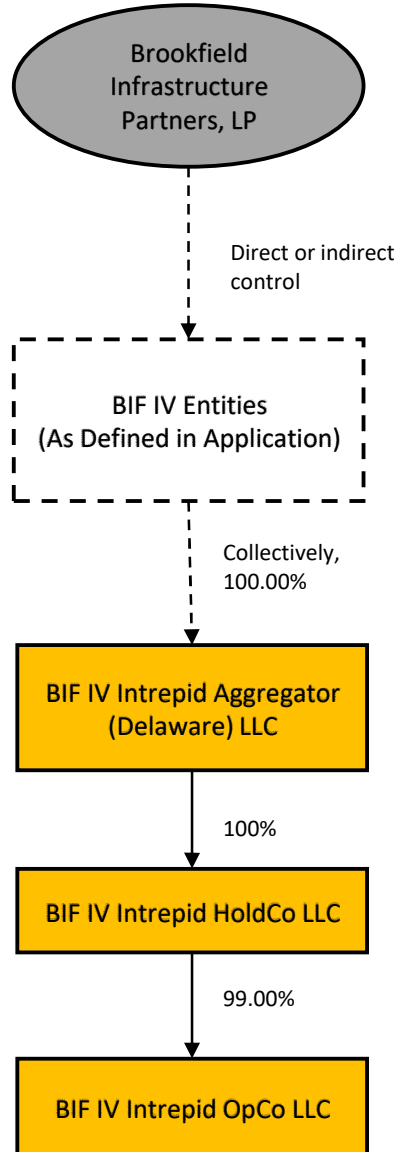 Brookfield
Infrastructure
Partners, LP
Direct or indirect
control
BIF IV Entities
(As Defined in Application)
Collectively,
100.00%
BIF IV Intrepid Aggregator
(Delaware) LLC
100%
BIF IV Intrepid HoldCo LLC
99.00%
BIF IV Intrepid OpCo LLC